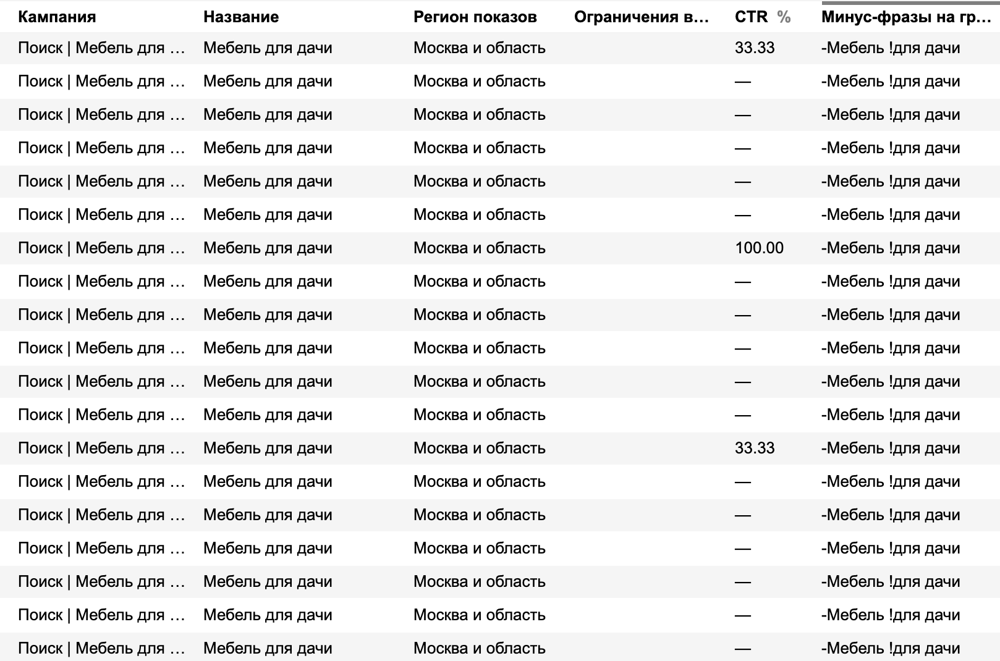 Кампания Название Регион показов Ограничения в... CTR % Минус-фразы на гр...
Поиск | Мебель для ... Мебель для дачи Москва и область 33.33 -Мебель !для дачи
Поиск | Мебель для ... Мебель для дачи Москва и область — -Мебель !для дачи
Поиск | Мебель для ... Мебель для дачи Москва и область — -Мебель !для дачи
Поиск | Мебель для ... Мебель для дачи Москва и область — -Мебель !для дачи
Поиск | Мебель для ... Мебель для дачи Москва и область — -Мебель !для дачи
Поиск | Мебель для ... Мебель для дачи Москва и область — -Мебель !для дачи
Поиск | Мебель для ... Мебель для дачи Москва и область 100.00 -Мебель !для дачи
Поиск | Мебель для ... Мебель для дачи Москва и область — -Мебель !для дачи
Поиск | Мебель для ... Мебель для дачи Москва и область — -Мебель !для дачи
Поиск | Мебель для ... Мебель для дачи Москва и область — -Мебель !для дачи
Поиск | Мебель для ... Мебель для дачи Москва и область — -Мебель !для дачи
Поиск | Мебель для ... Мебель для дачи Москва и область — -Мебель !для дачи
Поиск | Мебель для ... Мебель для дачи Москва и область 33.33 -Мебель !для дачи
Поиск | Мебель для ... Мебель для дачи Москва и область — -Мебель !для дачи
Поиск | Мебель для ... Мебель для дачи Москва и область — -Мебель !для дачи
Поиск | Мебель для ... Мебель для дачи Москва и область — -Мебель !для дачи
Поиск | Мебель для ... Мебель для дачи Москва и область — -Мебель !для дачи
Поиск | Мебель для ... Мебель для дачи Москва и область — -Мебель !для дачи
Поиск | Мебель для ... Мебель для дачи Москва и область — -Мебель !для дачи